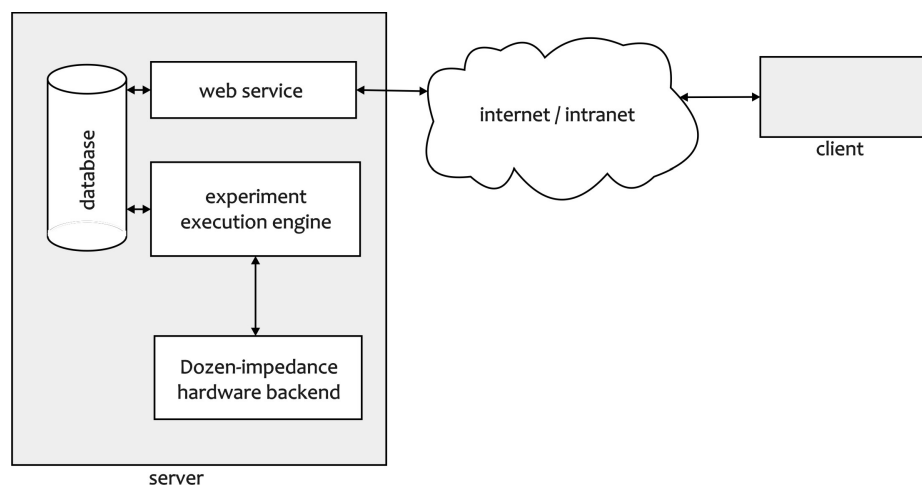 web service
database
experiment
execution engine
Dozen-impedance
hardware backend
server
internet / intranet
client